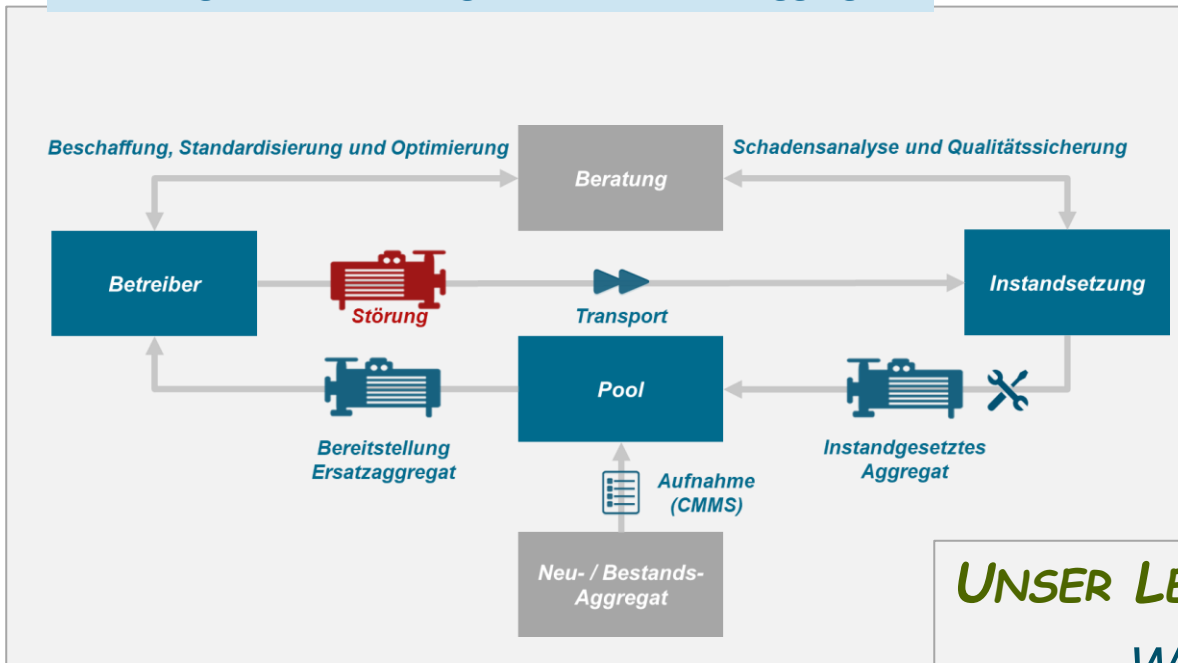 Beschaffung, Standardisierung und Optimierung
Schadensanalyse und Qualitätssicherung
Beratung
Betreiber
Störung
Transport
Instandsetzung
Pool
Bereitstellung
Ersatzaggregat
Instandgesetztes
Aggregat
Aufnahme
(CMMS)
Neu- / Bestands-
Aggregat
UNSER